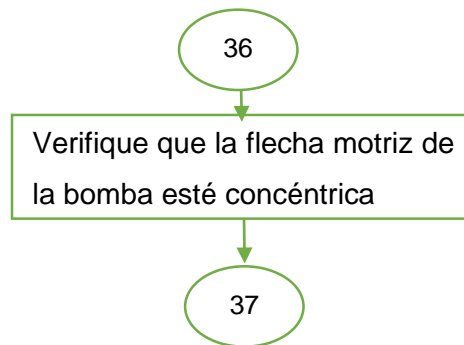 36
Verifique que la flecha motriz de
la bomba esté concéntrica
37